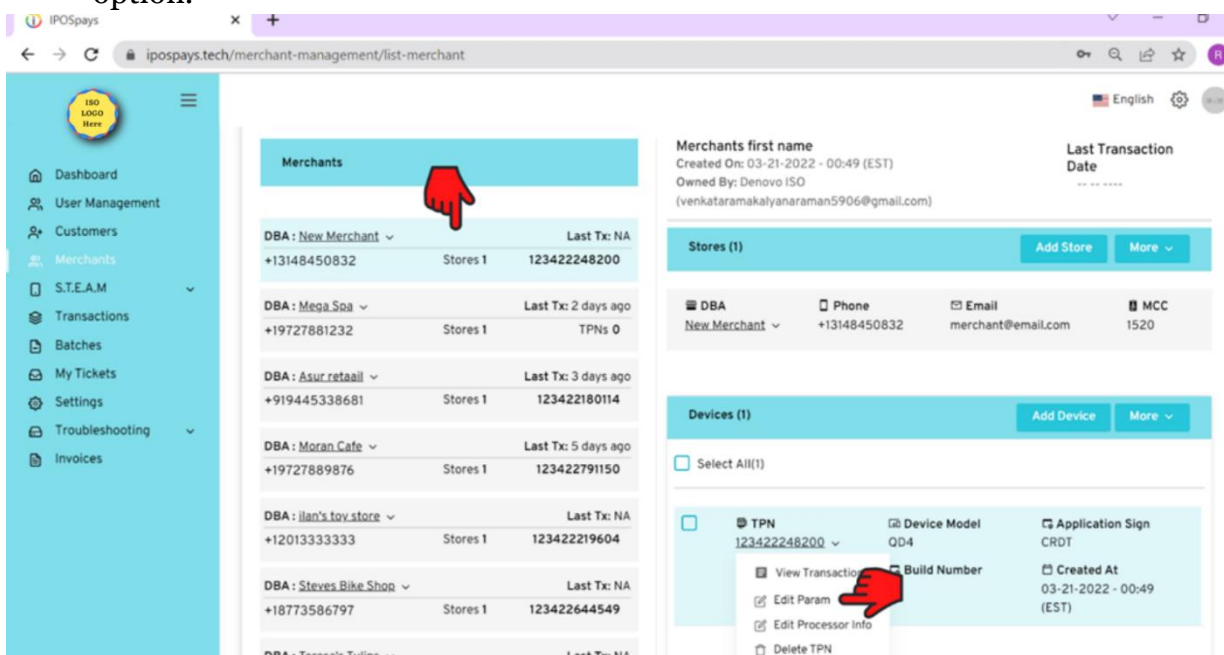 option.
IPOSpays
ipospays.tech/merchant-management/list-merchant
R
ISO
LOGO
Here
English
Dashboard
User Management
Customers
Merchants
S.T.E.A.M
Transactions
Batches
My Tickets
Settings
Troubleshooting
Invoices
Merchants
DBA : New Merchant Last Tx: NA
+13148450832 Stores 1 123422248200
DBA : Mega Spa Last Tx: 2 days ago
+19727881232 Stores 1 TPNs 0
DBA : Asur retaail Last Tx: 3 days ago
+919445338681 Stores 1 123422180114
DBA : Moran Cafe Last Tx: 5 days ago
+19727889876 Stores 1 123422791150
DBA : ilan's toy store Last Tx: NA
+12013333333 Stores 1 123422219604
DBA : Steves Bike Shop Last Tx: NA
+18773586797 Stores 1 123422644549
Merchants first name
Created On: 03-21-2022 - 00:49 (EST)
Owned By: Denovo ISO
(venkataramakalyanaraman5906@gmail.com)
Last Transaction
Date
-- -- ----
Stores (1) Add Store More
DBA Phone Email MCC
New Merchant +13148450832 merchant@email.com 1520
Devices (1) Add Device More
Select All(1)
TPN Device Model Application Sign
123422248200 QD4 CRDT
View Transaction Build Number Created At
Edit Param 03-21-2022 - 00:49
(EST)
Edit Processor Info
Delete TPN